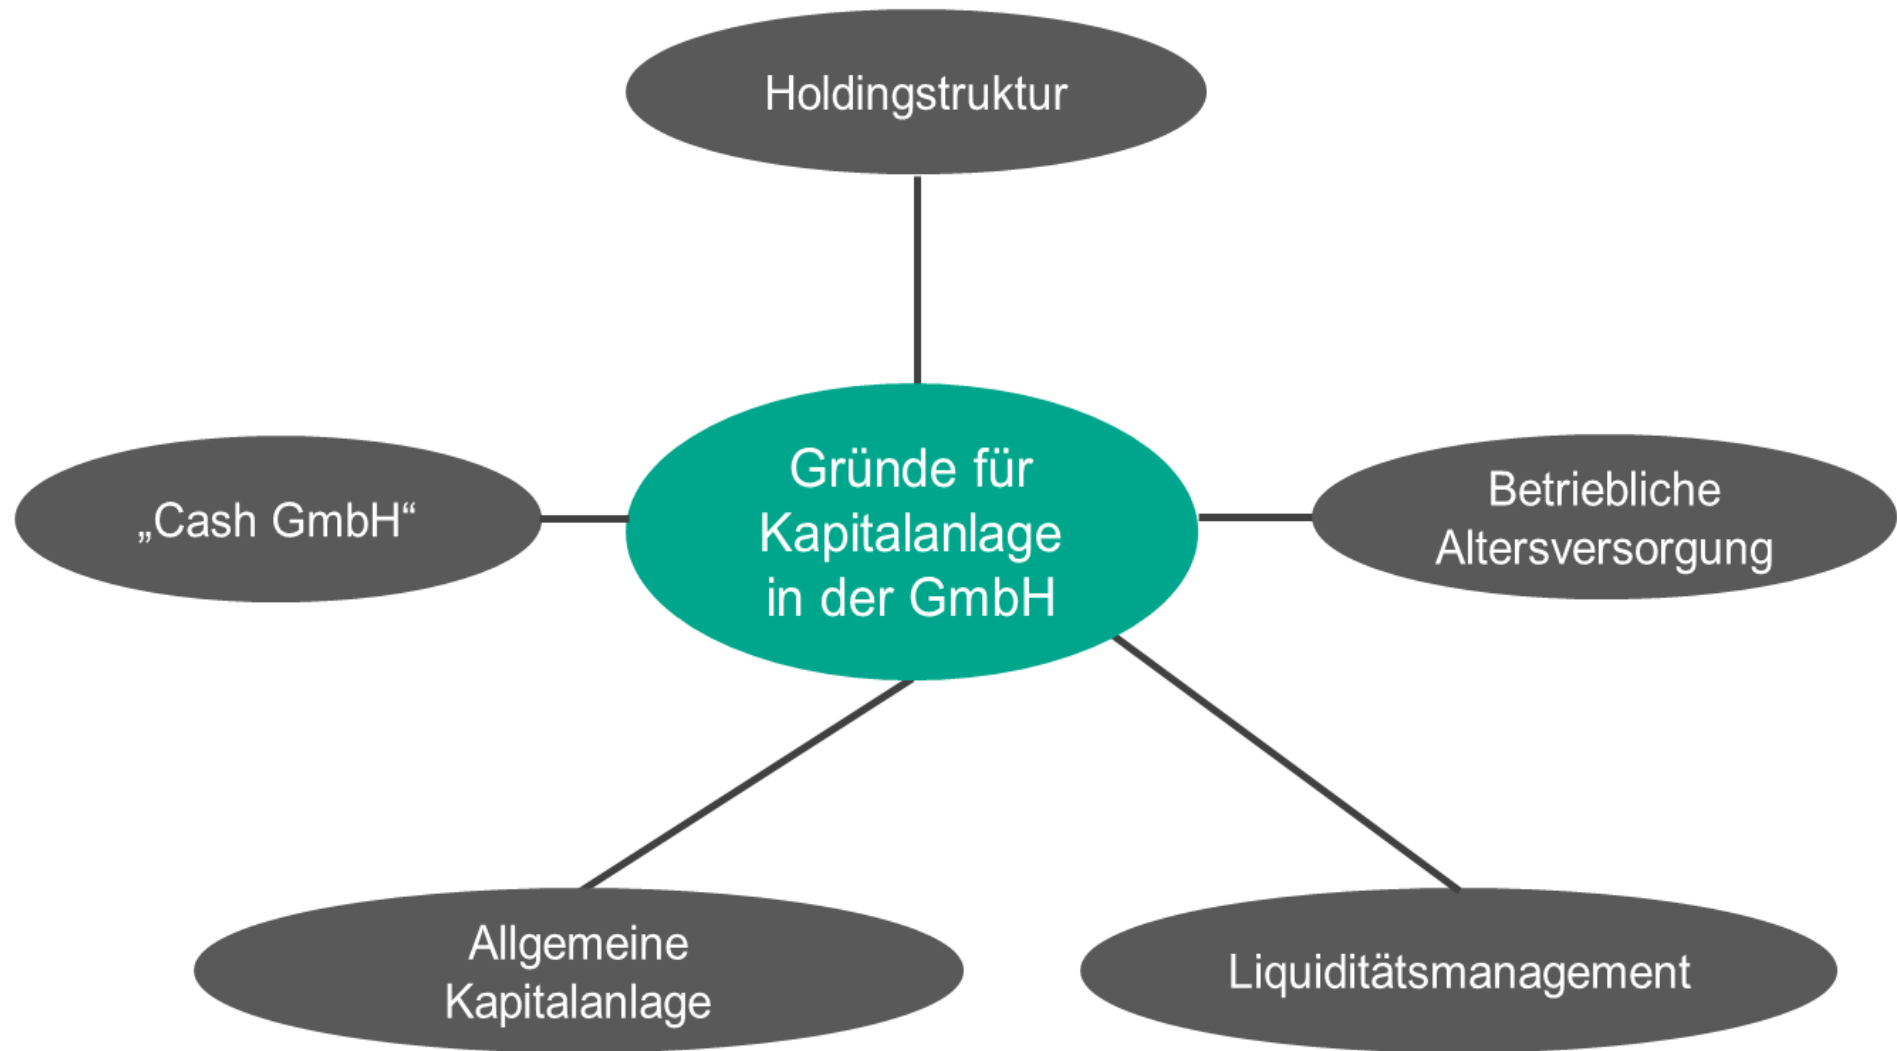 Holdingstruktur
„Cash GmbH“
Gründe für
Kapitalanlage
in der GmbH
Betriebliche
Altersversorgung
Allgemeine
Kapitalanlage
Liquiditätsmanagement